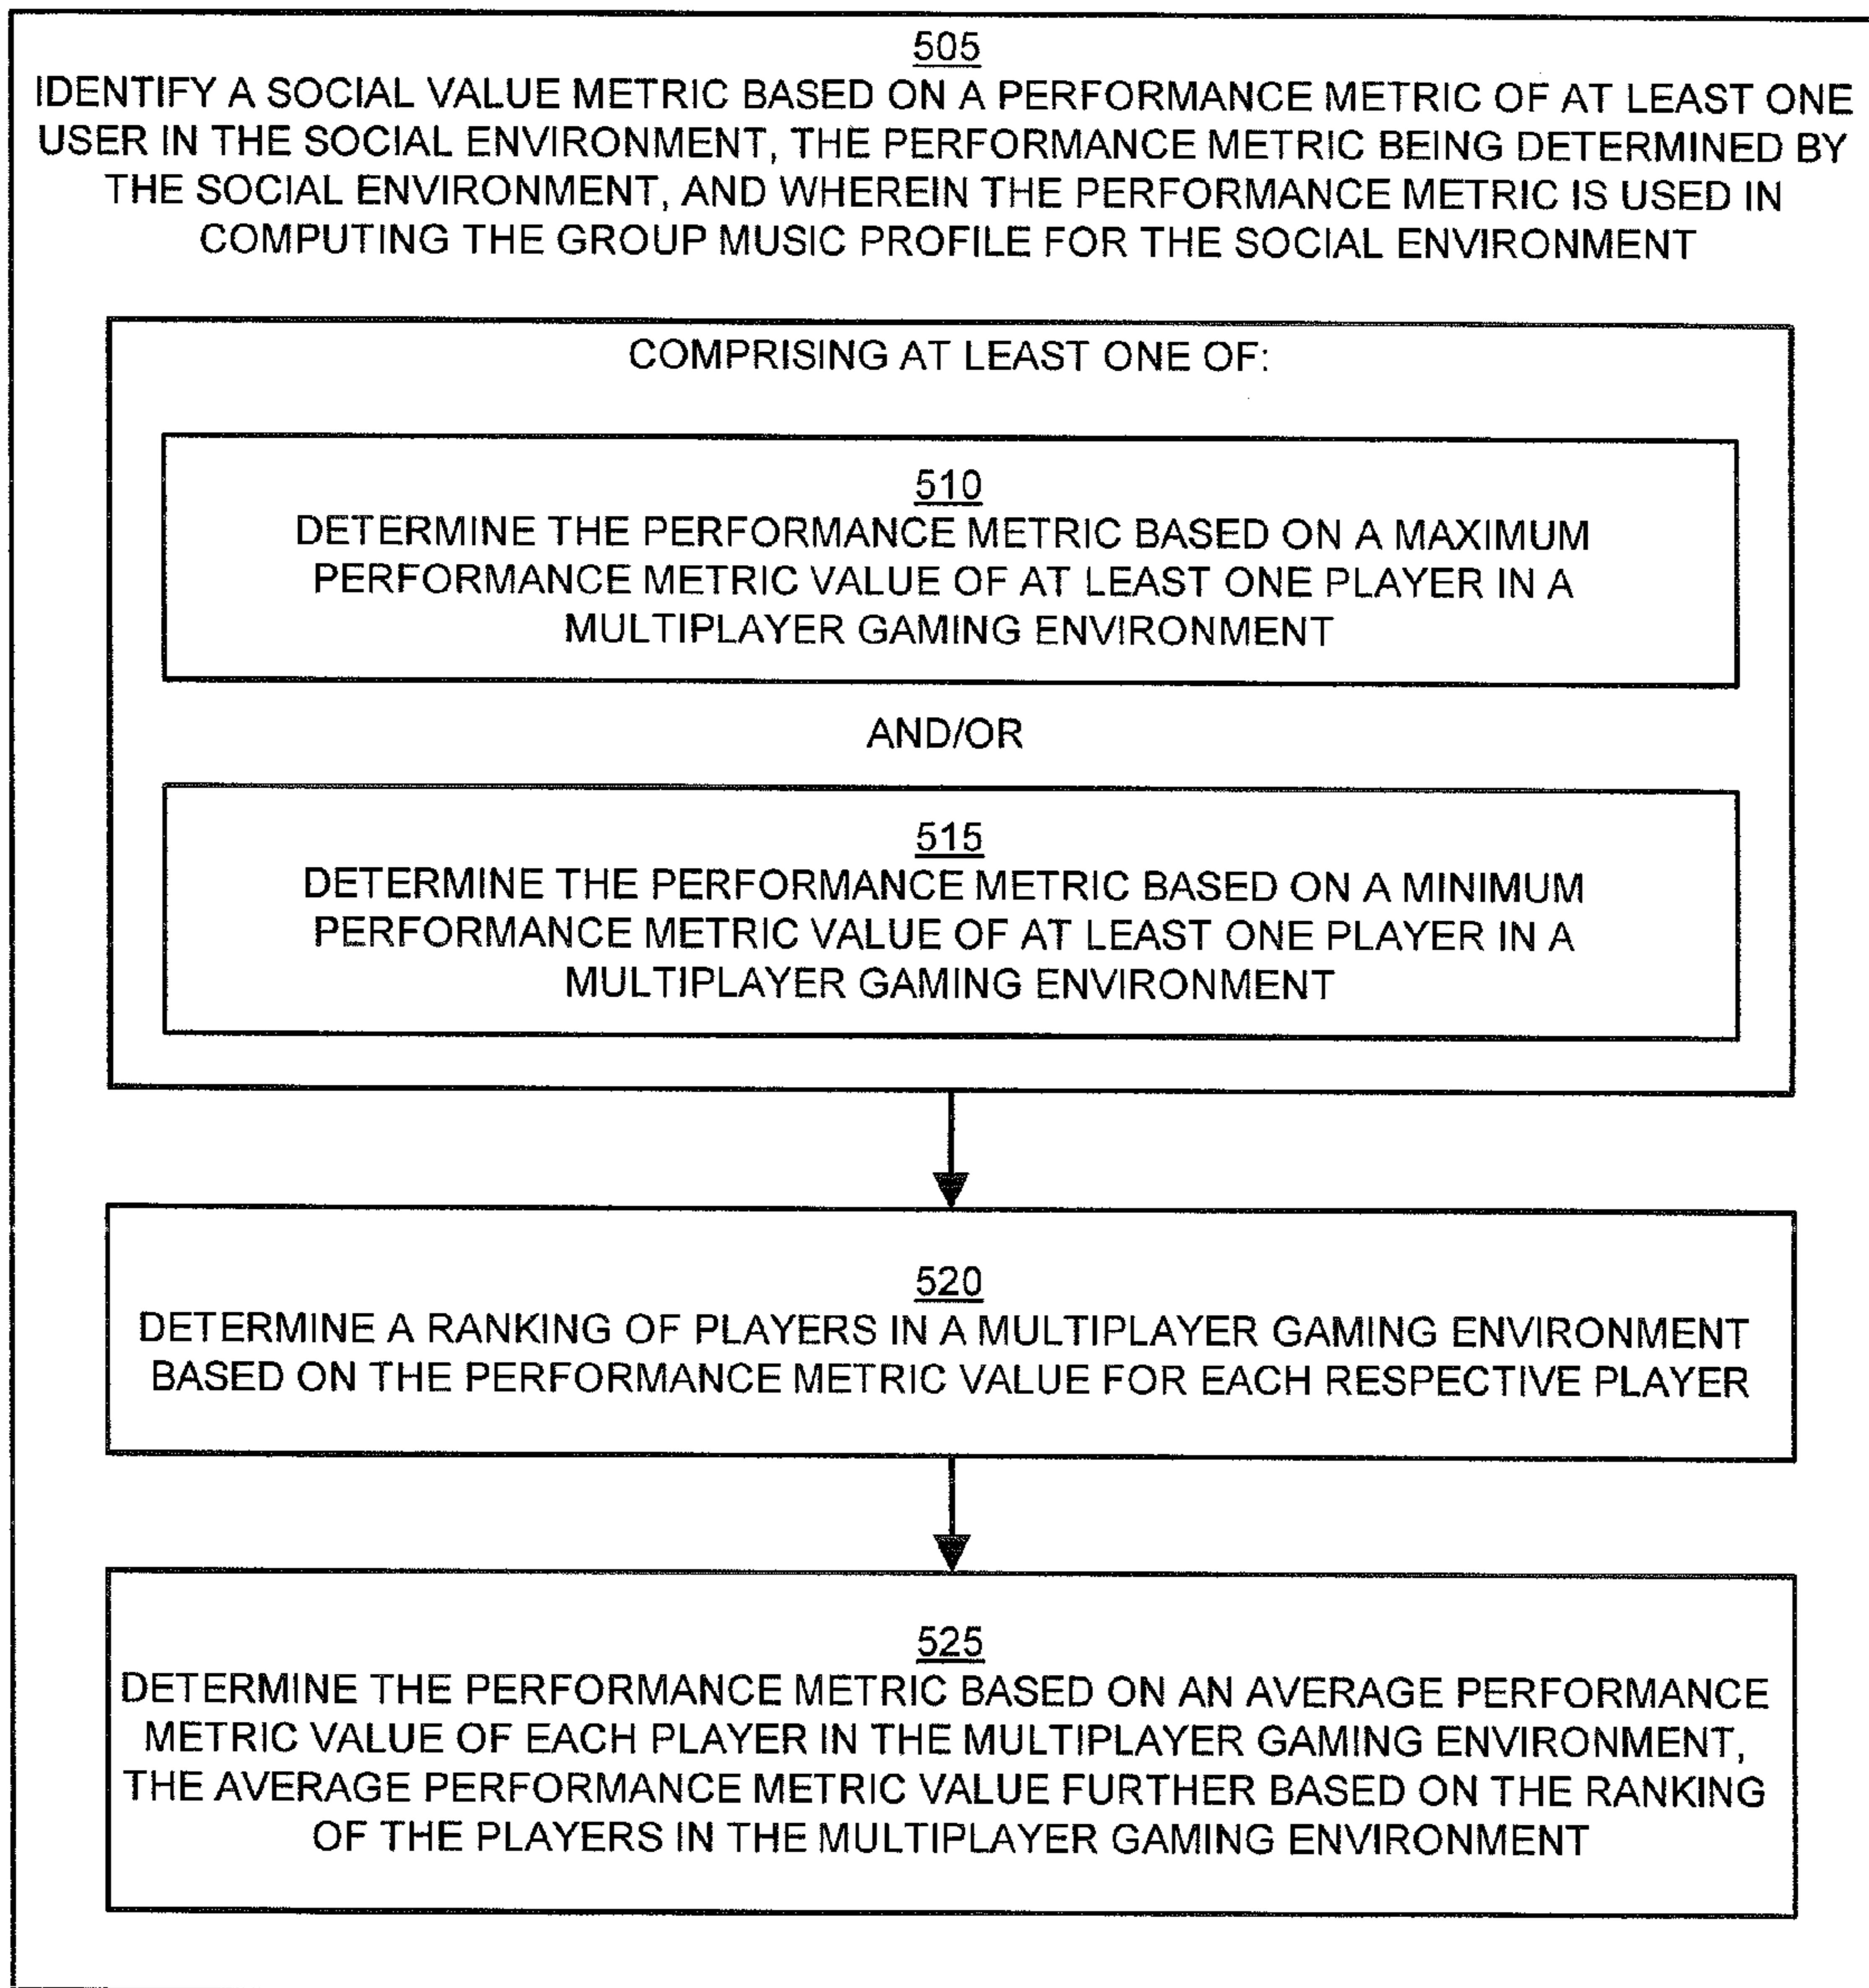 505
IDENTIFY A SOCIAL VALUE METRIC BASED ON A PERFORMANCE METRIC OF AT LEAST ONE
USER IN THE SOCIAL ENVIRONMENT, THE PERFORMANCE METRIC BEING DETERMINED BY
THE SOCIAL ENVIRONMENT, AND WHEREIN THE PERFORMANCE METRIC IS USED IN
COMPUTING THE GROUP MUSIC PROFILE FOR THE SOCIAL ENVIRONMENT
COMPRISING AT LEAST ONE OF:
510
DETERMINE THE PERFORMANCE METRIC BASED ON A MAXIMUM
PERFORMANCE METRIC VALUE OF AT LEAST ONE PLAYER IN A
MULTIPLAYER GAMING ENVIRONMENT
AND/OR
515
DETERMINE THE PERFORMANCE METRIC BASED ON A MINIMUM
PERFORMANCE METRIC VALUE OF AT LEAST ONE PLAYER IN A
MULTIPLAYER GAMING ENVIRONMENT
520
DETERMINE A RANKING OF PLAYERS IN A MULTIPLAYER GAMING ENVIRONMENT
BASED ON THE PERFORMANCE METRIC VALUE FOR EACH RESPECTIVE PLAYER
525
DETERMINE THE PERFORMANCE METRIC BASED ON AN AVERAGE PERFORMANCE
METRIC VALUE OF EACH PLAYER IN THE MULTIPLAYER GAMING ENVIRONMENT,
THE AVERAGE PERFORMANCE METRIC VALUE FURTHER BASED ON THE RANKING
OF THE PLAYERS IN THE MULTIPLAYER GAMING ENVIRONMENT